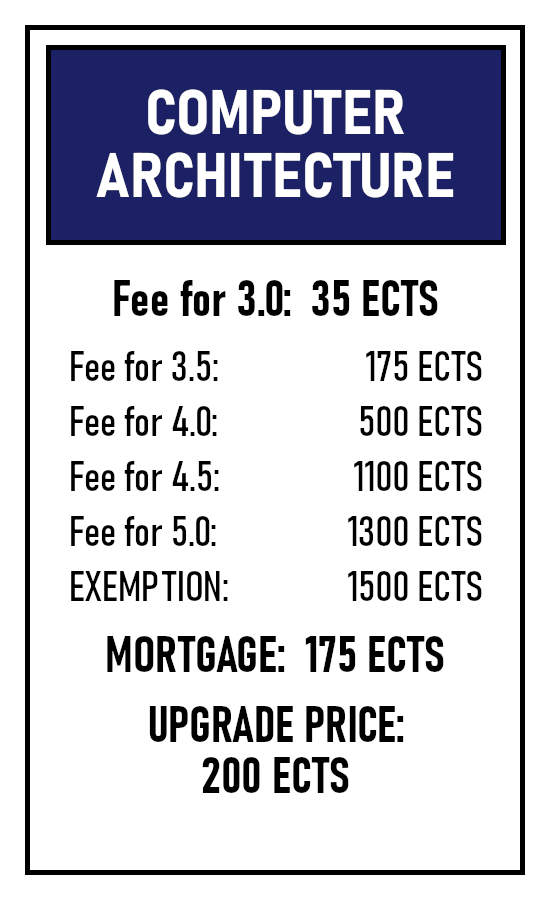 COMPUTER
ARCHITECTURE
Fee for 3.0: 35 ECTS
Fee for 3.5: 175 ECTS
Fee for 4.0: 500 ECTS
Fee for 4.5: 1100 ECTS
Fee for 5.0: 1300 ECTS
EXEMPTION: 1500 ECTS
MORTGAGE: 175 ECTS
UPGRADE PRICE:
200 ECTS